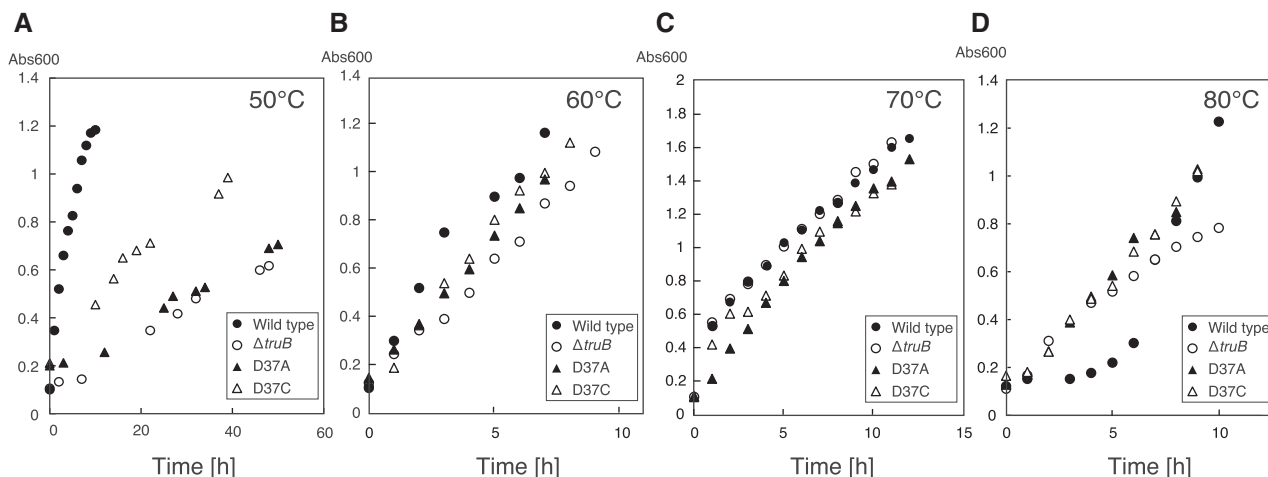 A
B
C
D
Abs600
Abs600
Abs600
Abs600
1.4
1.2
1
0.8
0.6
0.4
0.2
0
50°C
Wild type
ΔtruB
D37A
D37C
0
20
40
60
Time [h]
1.4
1.2
1
0.8
0.6
0.4
0.2
0
60°C
Wild type
ΔtruB
D37A
D37C
0
5
10
Time [h]
2
1.8
1.6
1.4
1.2
1
0.8
0.6
0.4
0.2
0
70°C
Wild type
ΔtruB
D37A
D37C
0
5
10
15
Time [h]
1.4
1.2
1
0.8
0.6
0.4
0.2
0
80°C
Wild type
ΔtruB
D37A
D37C
0
5
10
Time [h]